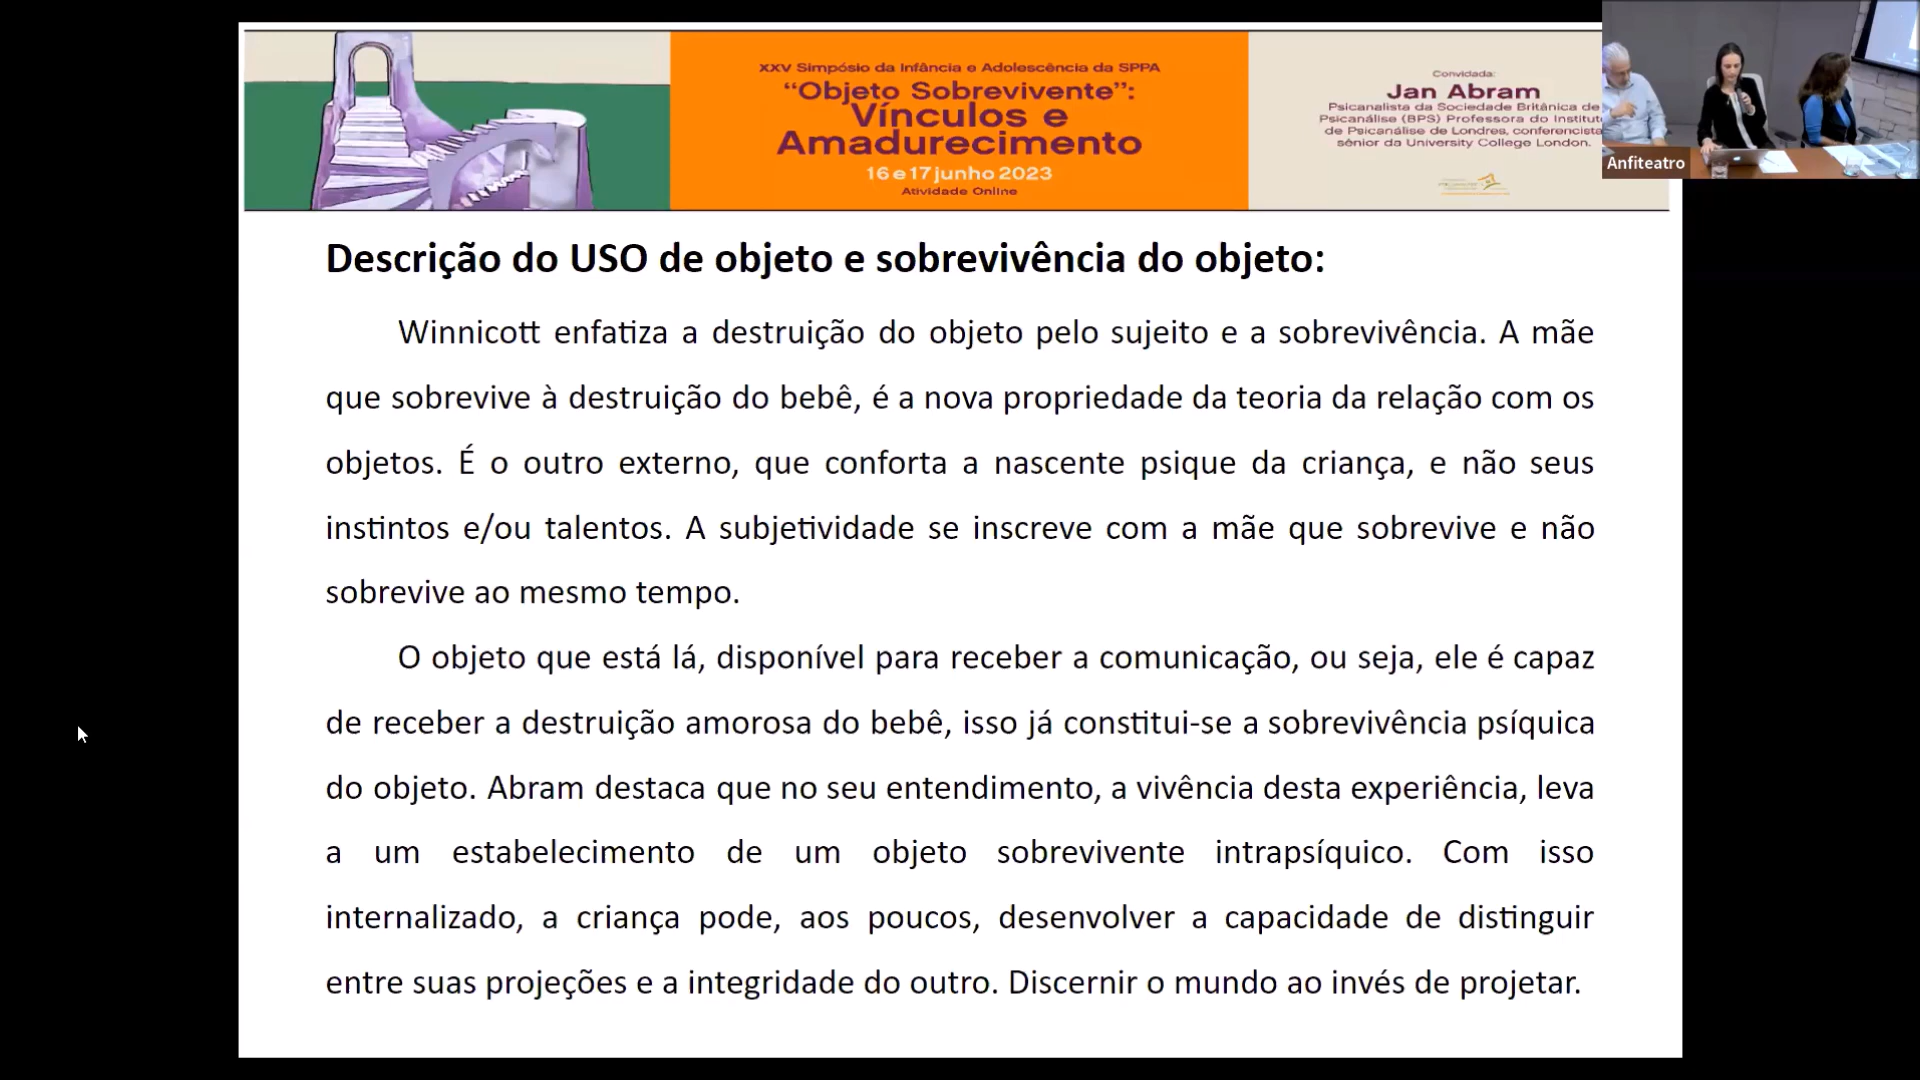 XXV Simpósio da Infância e Adolescência da SPPA
“Objeto Sobrevivente”:
Vínculos e
Amadurecimento
16 e 17 junho 2023
Atividade Online
Convidada:
Jan Abram
Psicanalista da Sociedade Britânica de
Psicanálise (BPS) Professora do Institut
de Psicanálise de Londres, conferencista
sênior da University College London.
Anfiteatro
Descrição do USO de objeto e sobrevivência do objeto:
Winnicott enfatiza a destruição do objeto pelo sujeito e a sobrevivência. A mãe
que sobrevive à destruição do bebê, é a nova propriedade da teoria da relação com os
objetos. É o outro externo, que conforta a nascente psique da criança, e não seus
instintos e/ou talentos. A subjetividade se inscreve com a mãe que sobrevive e não
sobrevive ao mesmo tempo.
O objeto que está lá, disponível para receber a comunicação, ou seja, ele é capaz
de receber a destruição amorosa do bebê, isso já constitui-se a sobrevivência psíquica
do objeto. Abram destaca que no seu entendimento, a vivência desta experiência, leva
a um estabelecimento de um objeto sobrevivente intrapsíquico. Com isso
internalizado, a criança pode, aos poucos, desenvolver a capacidade de distinguir
entre suas projeções e a integridade do outro. Discernir o mundo ao invés de projetar.